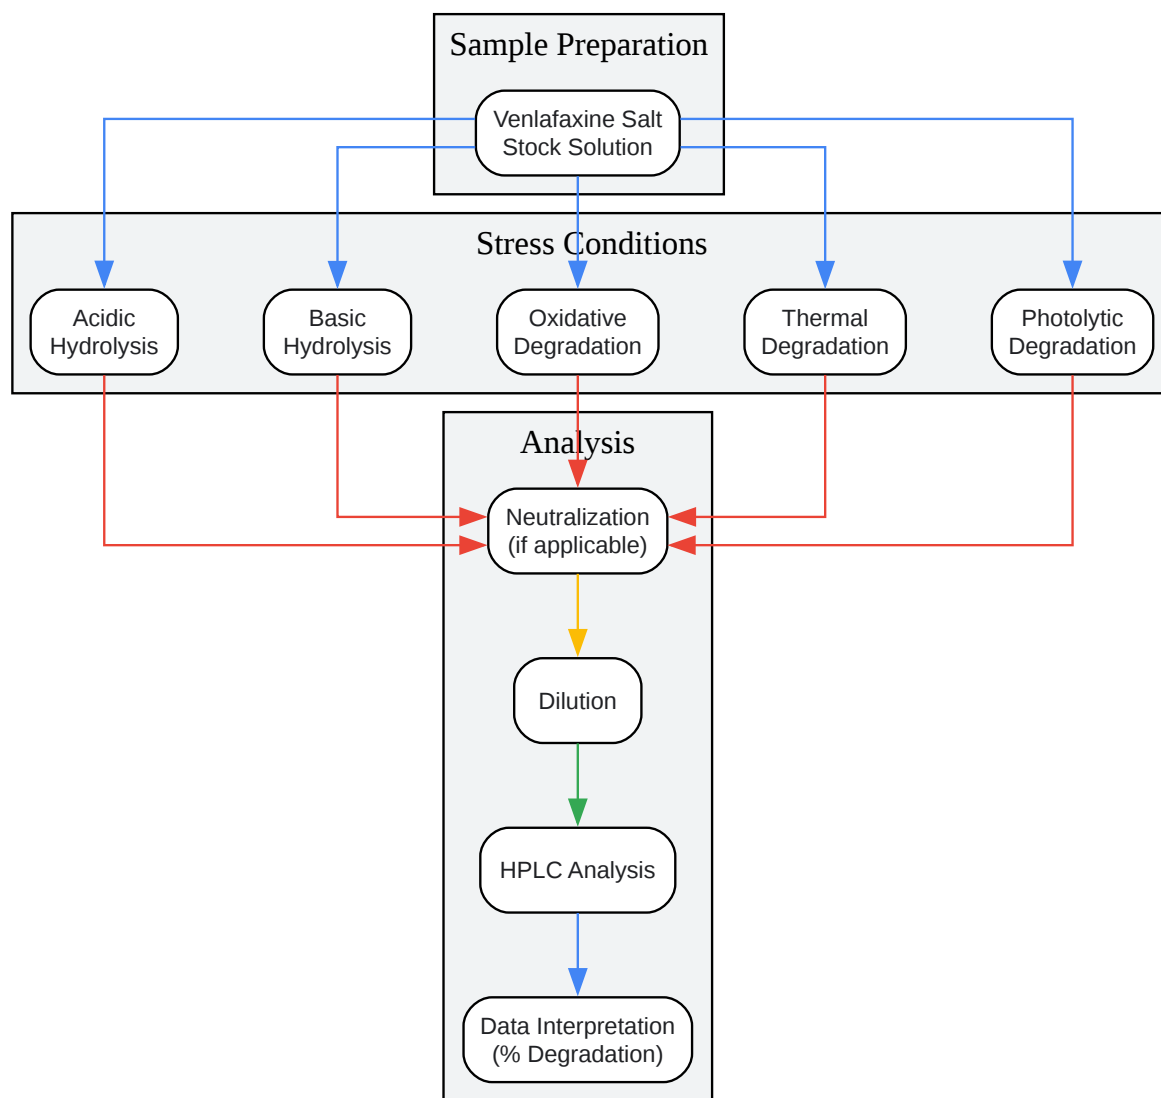 Sample Preparation
Venlafaxine Salt
Stock Solution
Stress Conditions
Acidic
Hydrolysis
Basic
Hydrolysis
Oxidative
Degradation
Thermal
Degradation
Photolytic
Degradation
Analysis
Neutralization
(if applicable)
Dilution
HPLC Analysis
Data Interpretation
(% Degradation)